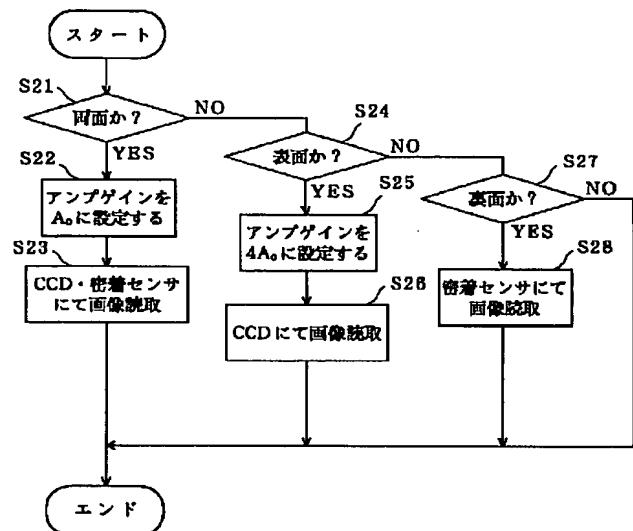 スタート
S21
両面か?
NO
YES
S22
アンプゲインを
A₀に設定する
S23
CCD・密着センサ
にて画像読取
S24
表面か?
NO
YES
S25
アンプゲインを
4A₀に設定する
S26
CCDにて画像読取
S27
裏面か?
NO
YES
S28
密着センサにて
画像読取
エンド